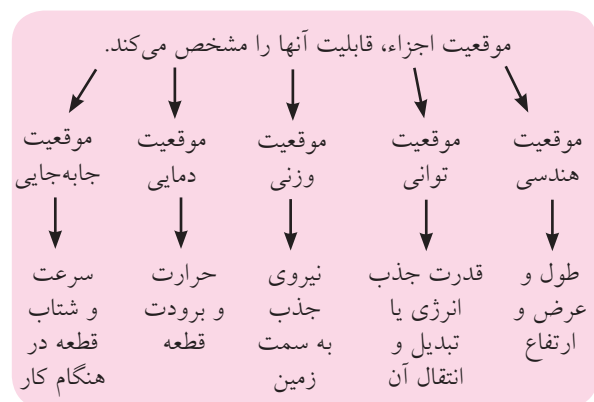 موقعیت اجزاء، قابلیت آنها را مشخص می‌کند.
موقعیت
هندسی
موقعیت
توانی
موقعیت
وزنی
موقعیت
دمایی
موقعیت
جابه‌جایی
طول و
عرض و
ارتفاع
قدرت جذب
انرژی یا
تبدیل و
انتقال آن
نیروی
جذب
به سمت
زمین
حرارت
و برودت
قطعه
سرعت
و شتاب
قطعه در
هنگام کار